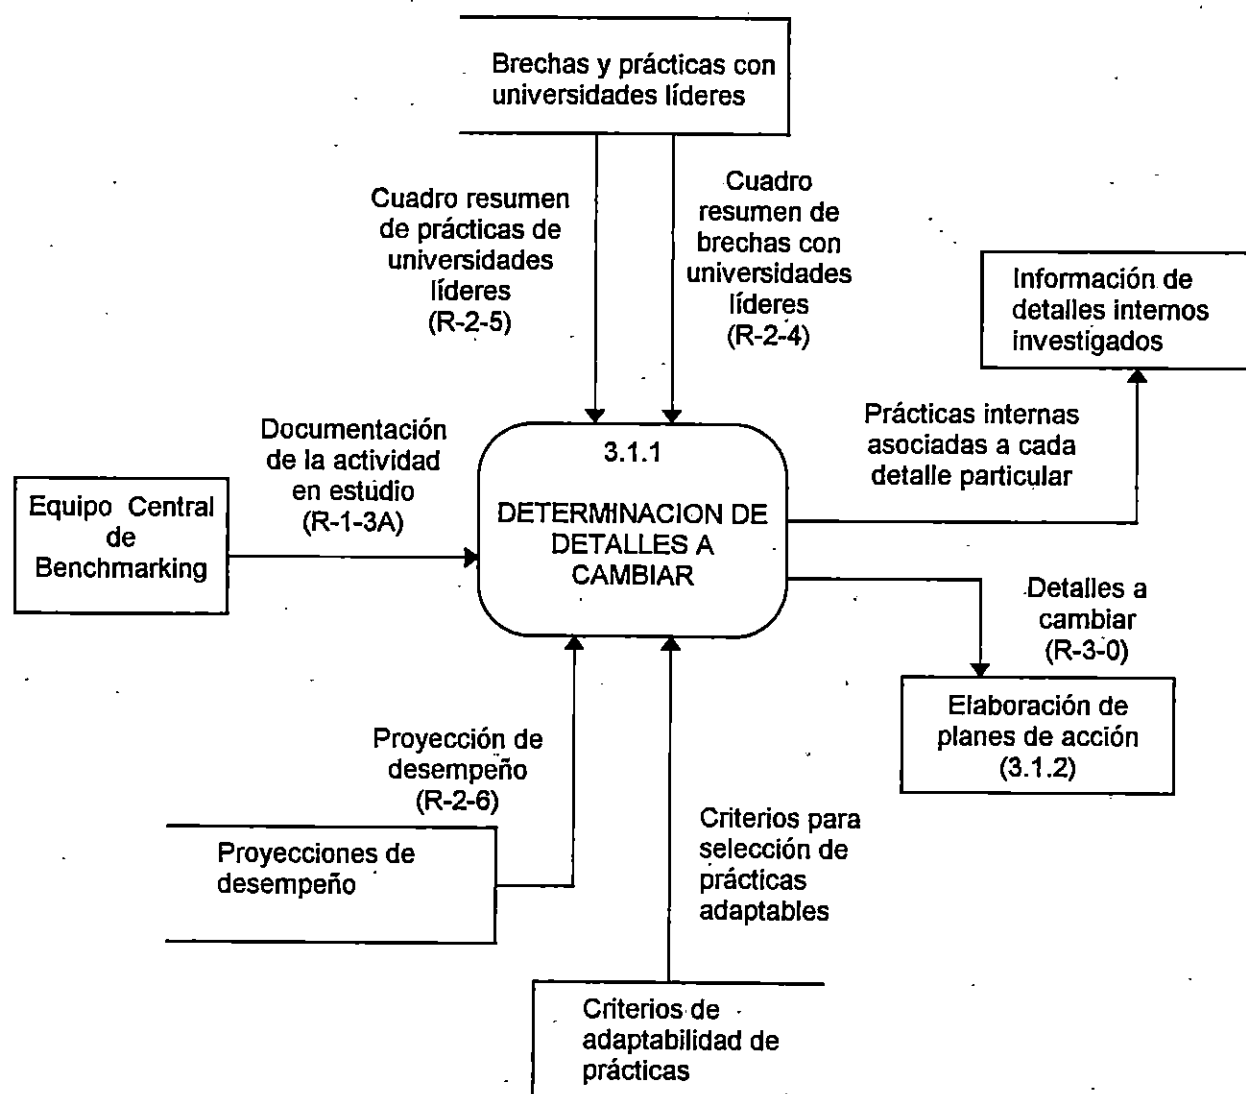 Brechas y prácticas con
universidades líderes
Cuadro resumen
de prácticas de
universidades
líderes
(R-2-5)
Cuadro
resumen de
brechas con
universidades
líderes
(R-2-4)
Información de
detalles internos
investigados
Documentación
de la actividad
en estudio
(R-1-3A)
Equipo Central
de
Benchmarking
3.1.1
DETERMINACION DE
DETALLES A
CAMBIAR
Prácticas internas
asociadas a cada
detalle particular
Detalles a
cambiar
(R-3-0)
Elaboración de
planes de acción
(3.1.2)
Proyección de
desempeño
(R-2-6)
Proyecciones de
desempeño
Criterios para
selección de
prácticas
adaptables
Criterios de
adaptabilidad de
prácticas